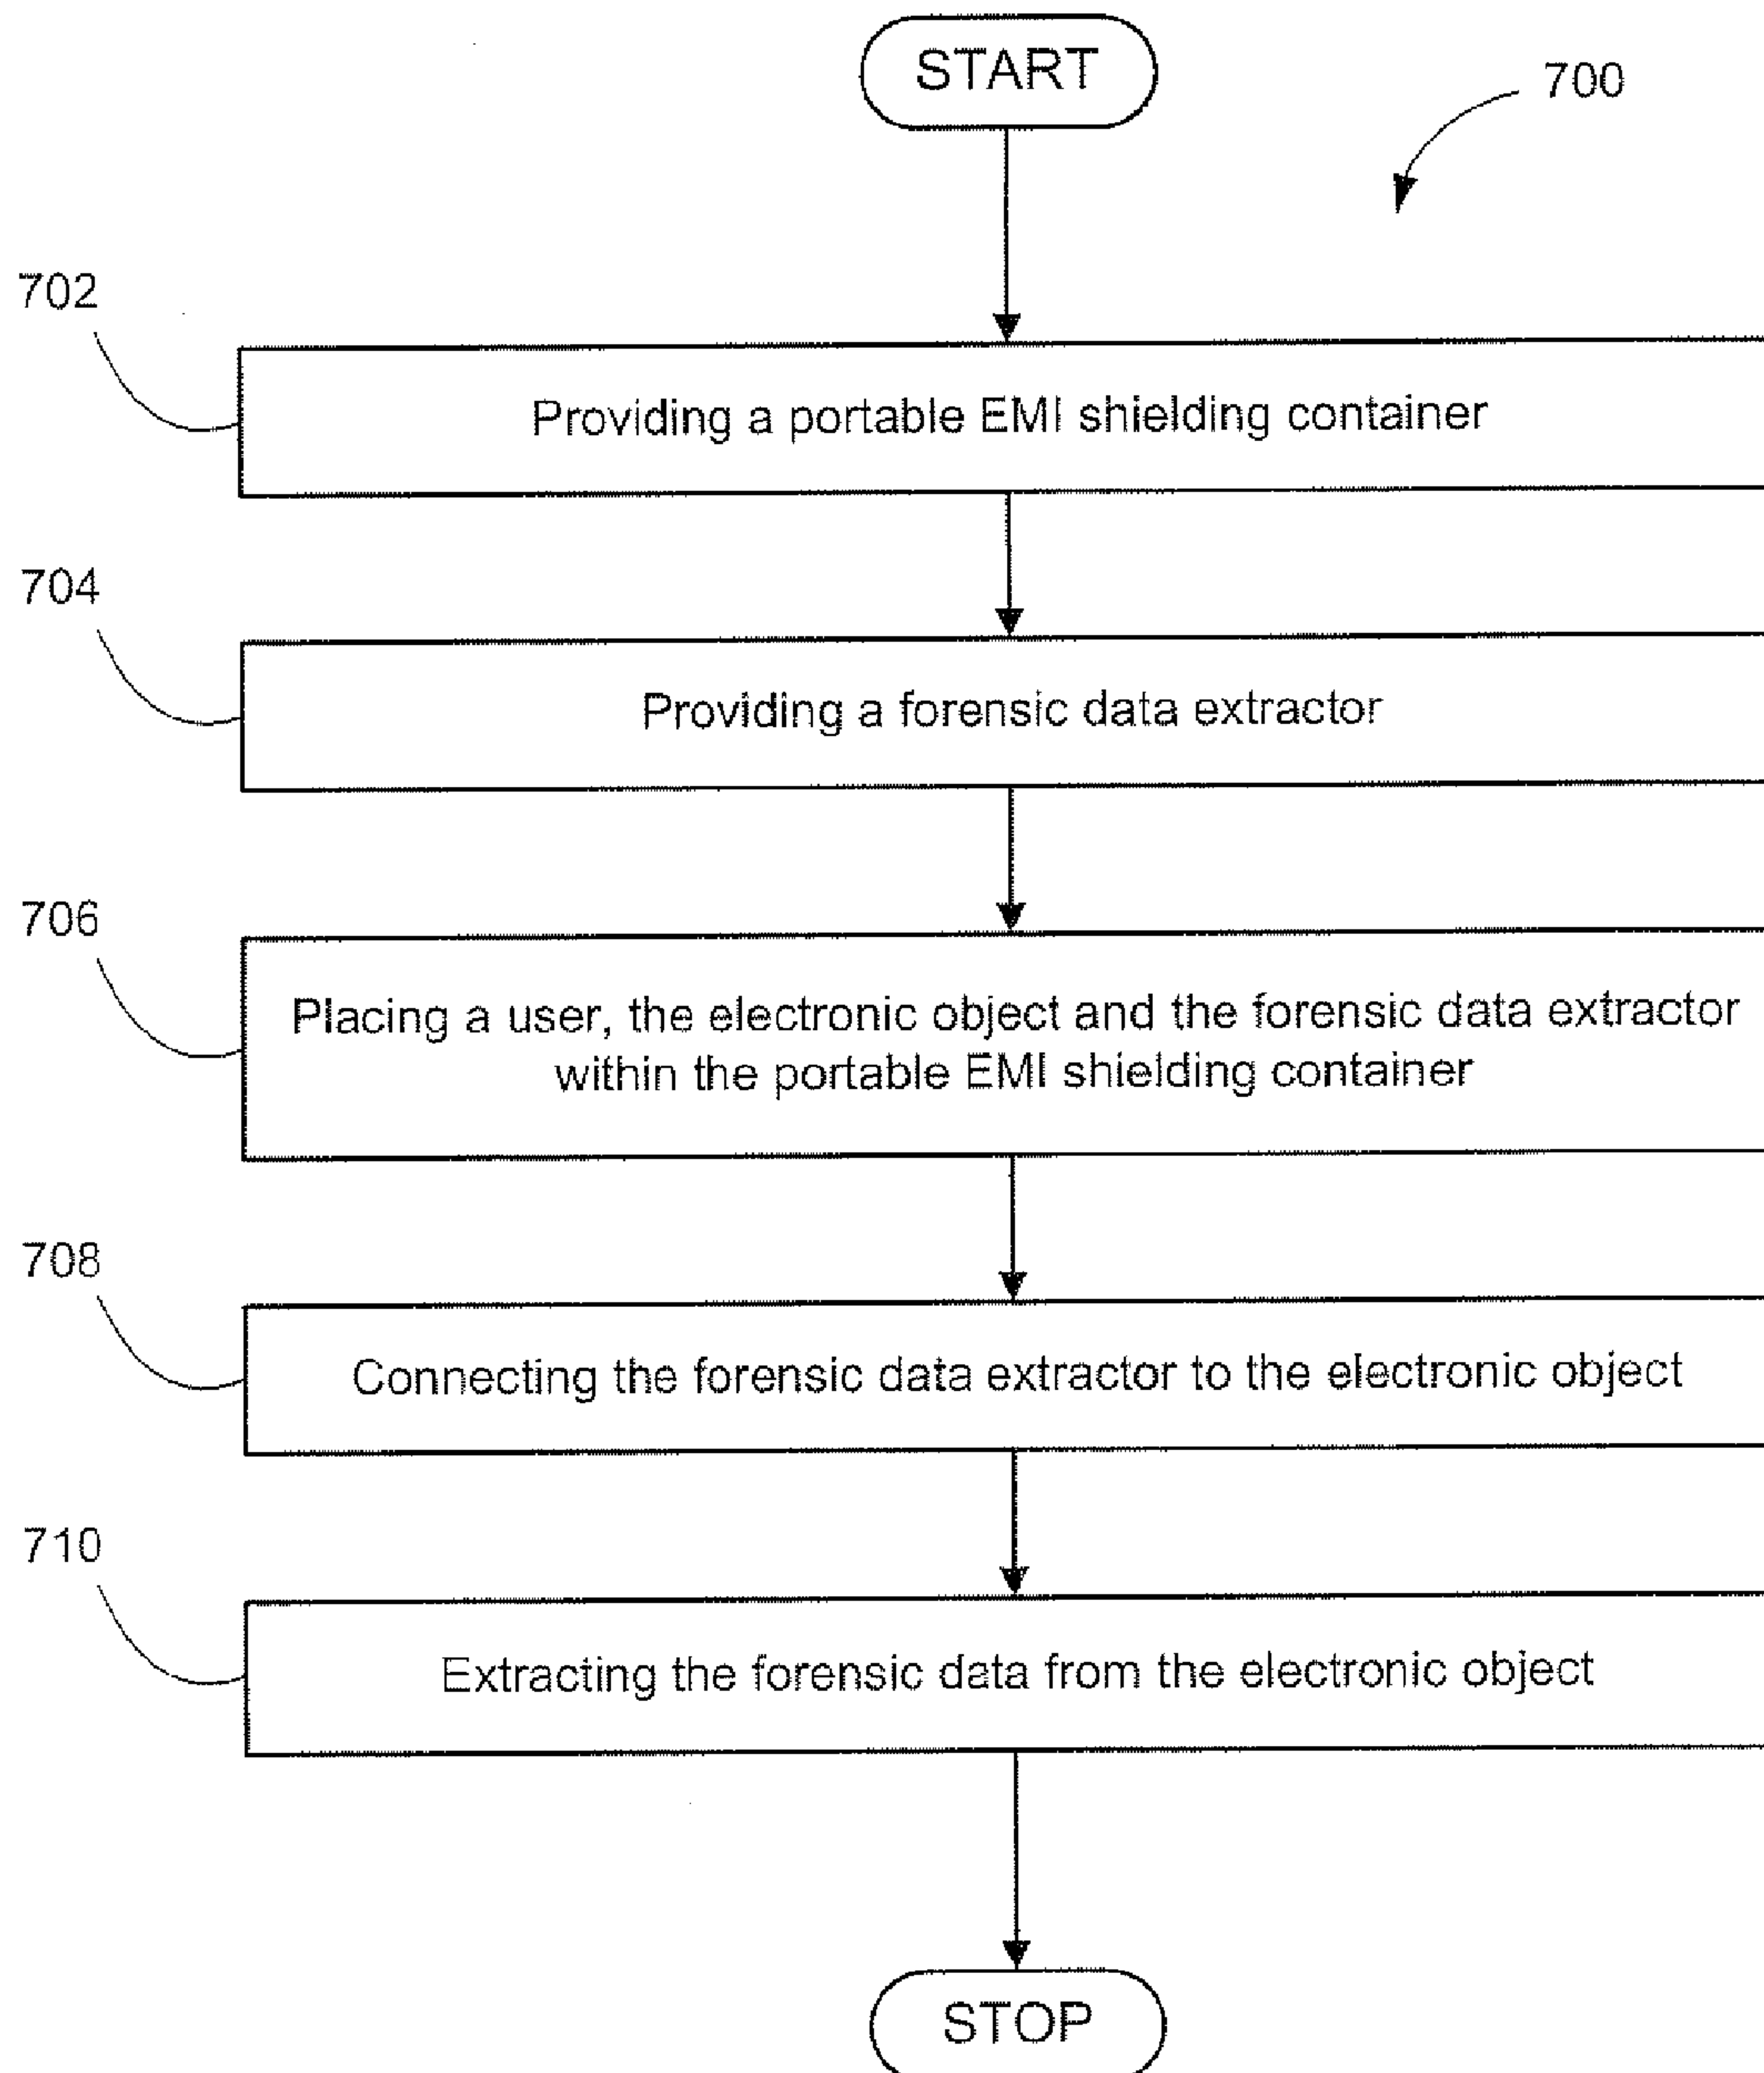 START
700
702
Providing a portable EMI shielding container
704
Providing a forensic data extractor
706
Placing a user, the electronic object and the forensic data extractor
within the portable EMI shielding container
708
Connecting the forensic data extractor to the electronic object
710
Extracting the forensic data from the electronic object
STOP